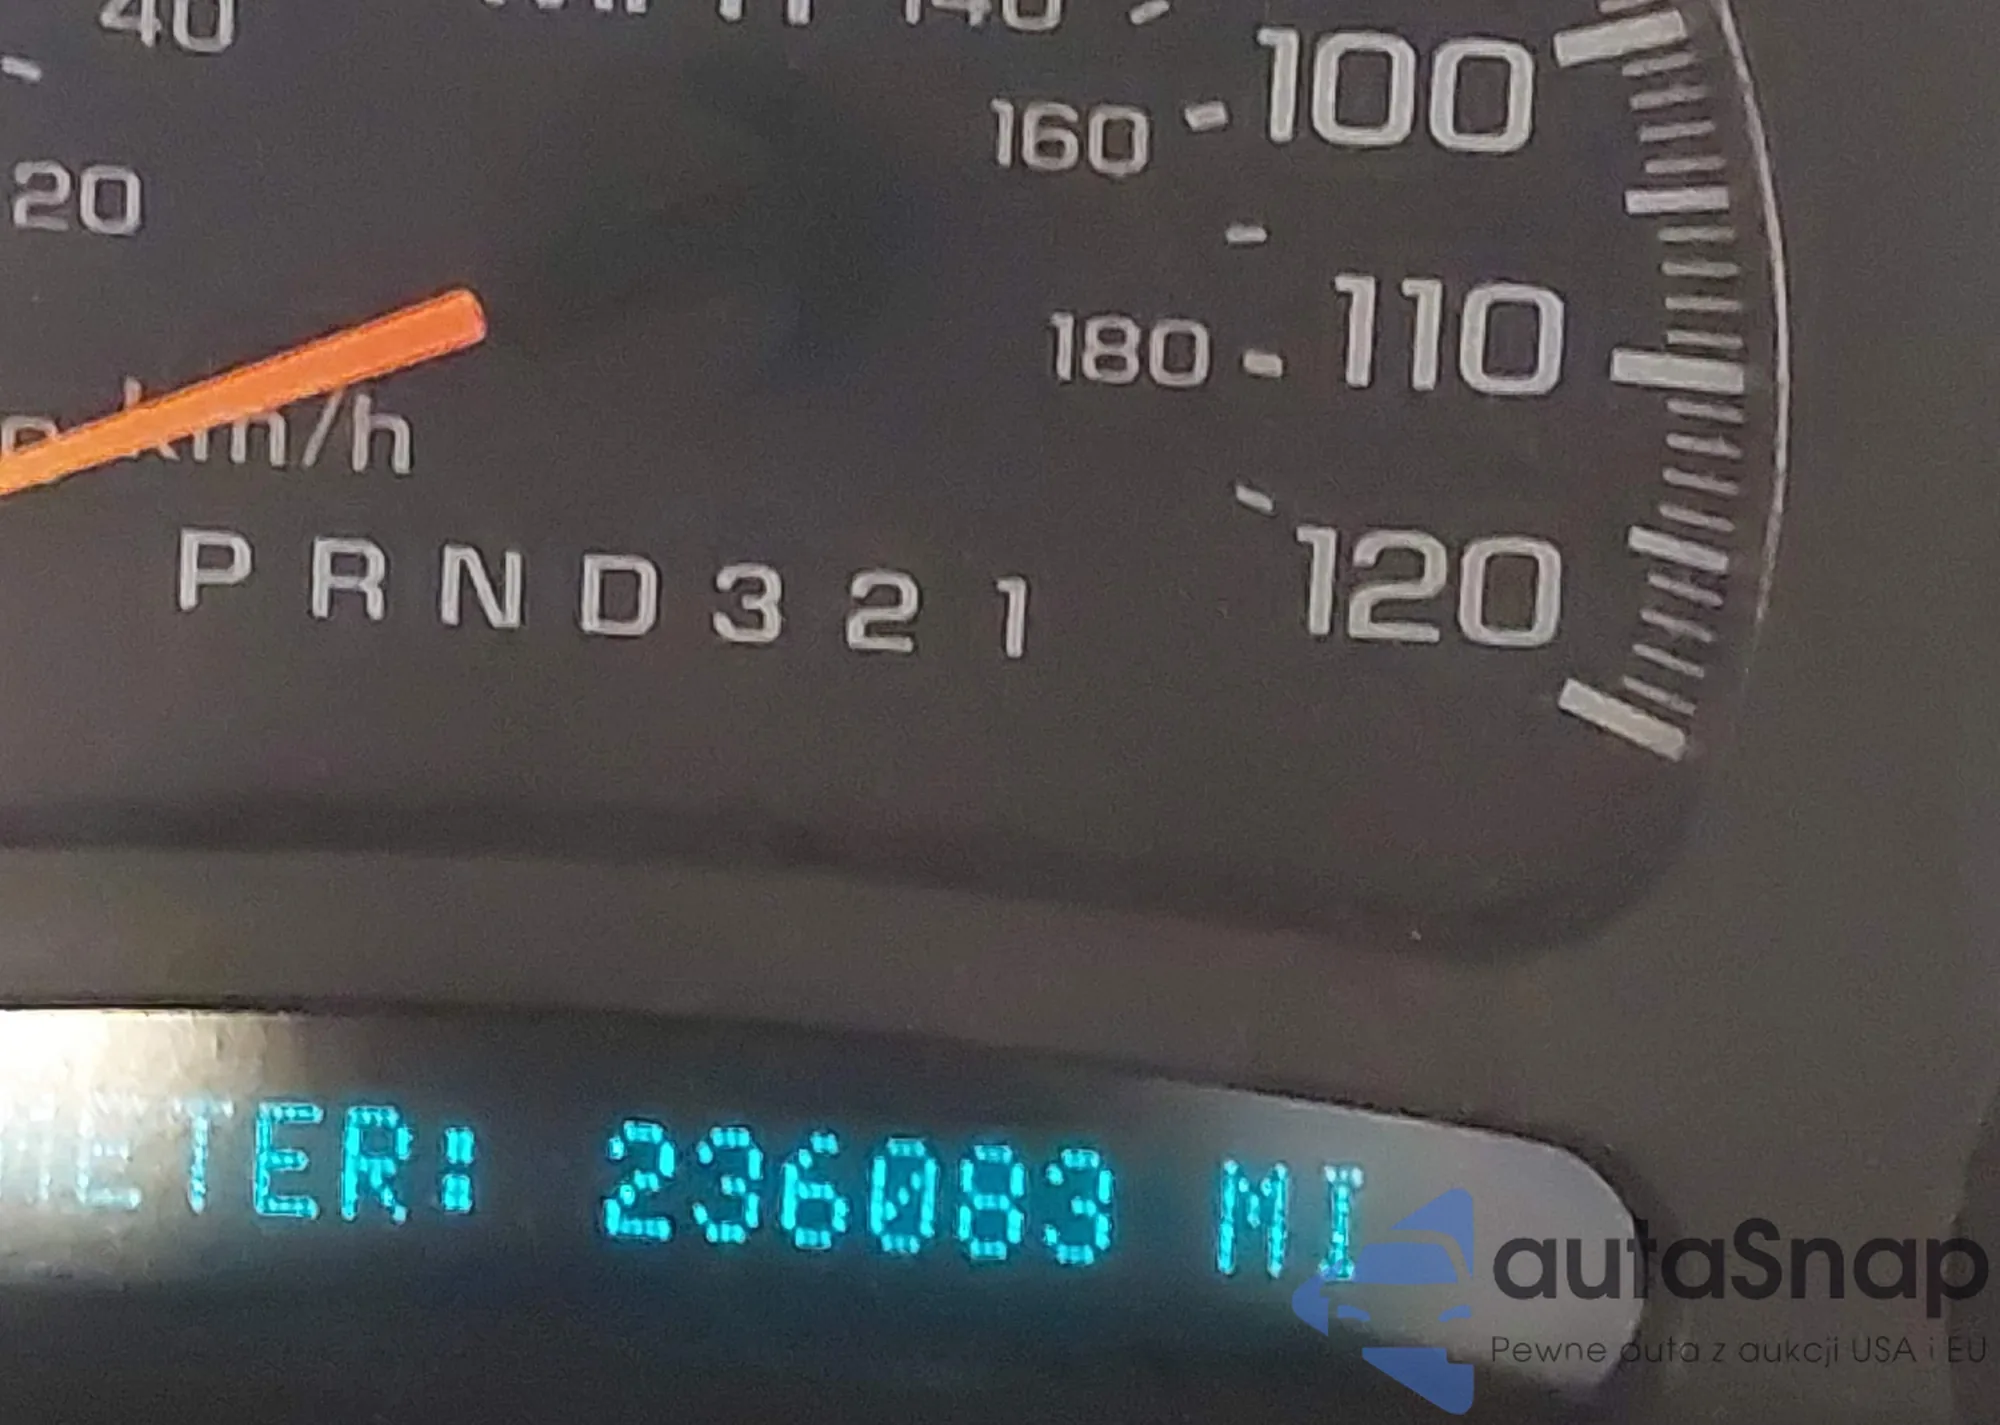 40
140
100
160
20
110
180
km/h
P R N D 3 2 1
120
METER: 236083 MI
autaSnap
Pewne auta z aukcji USA i EU